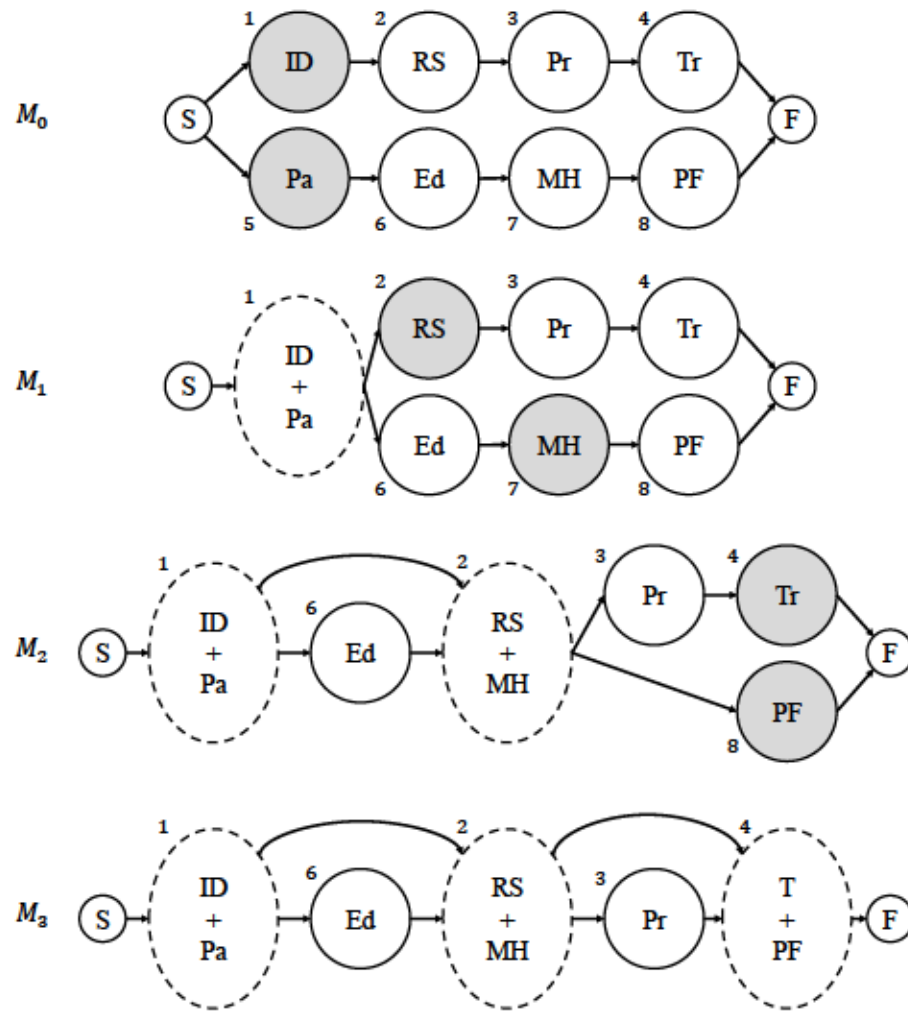 1 2 3 4
ID RS Pr Tr
M₀ S F
Pa Ed MH PF
5 6 7 8
1 2 3 4
RS Pr Tr
M₁ S ID + Pa F
Ed MH PF
6 7 8
1 6 2 3 4
Pr Tr
M₂ S ID + Pa Ed RS + MH F
PF
8
1 6 2 3 4
M₃ S ID + Pa Ed RS + MH Pr T + PF F